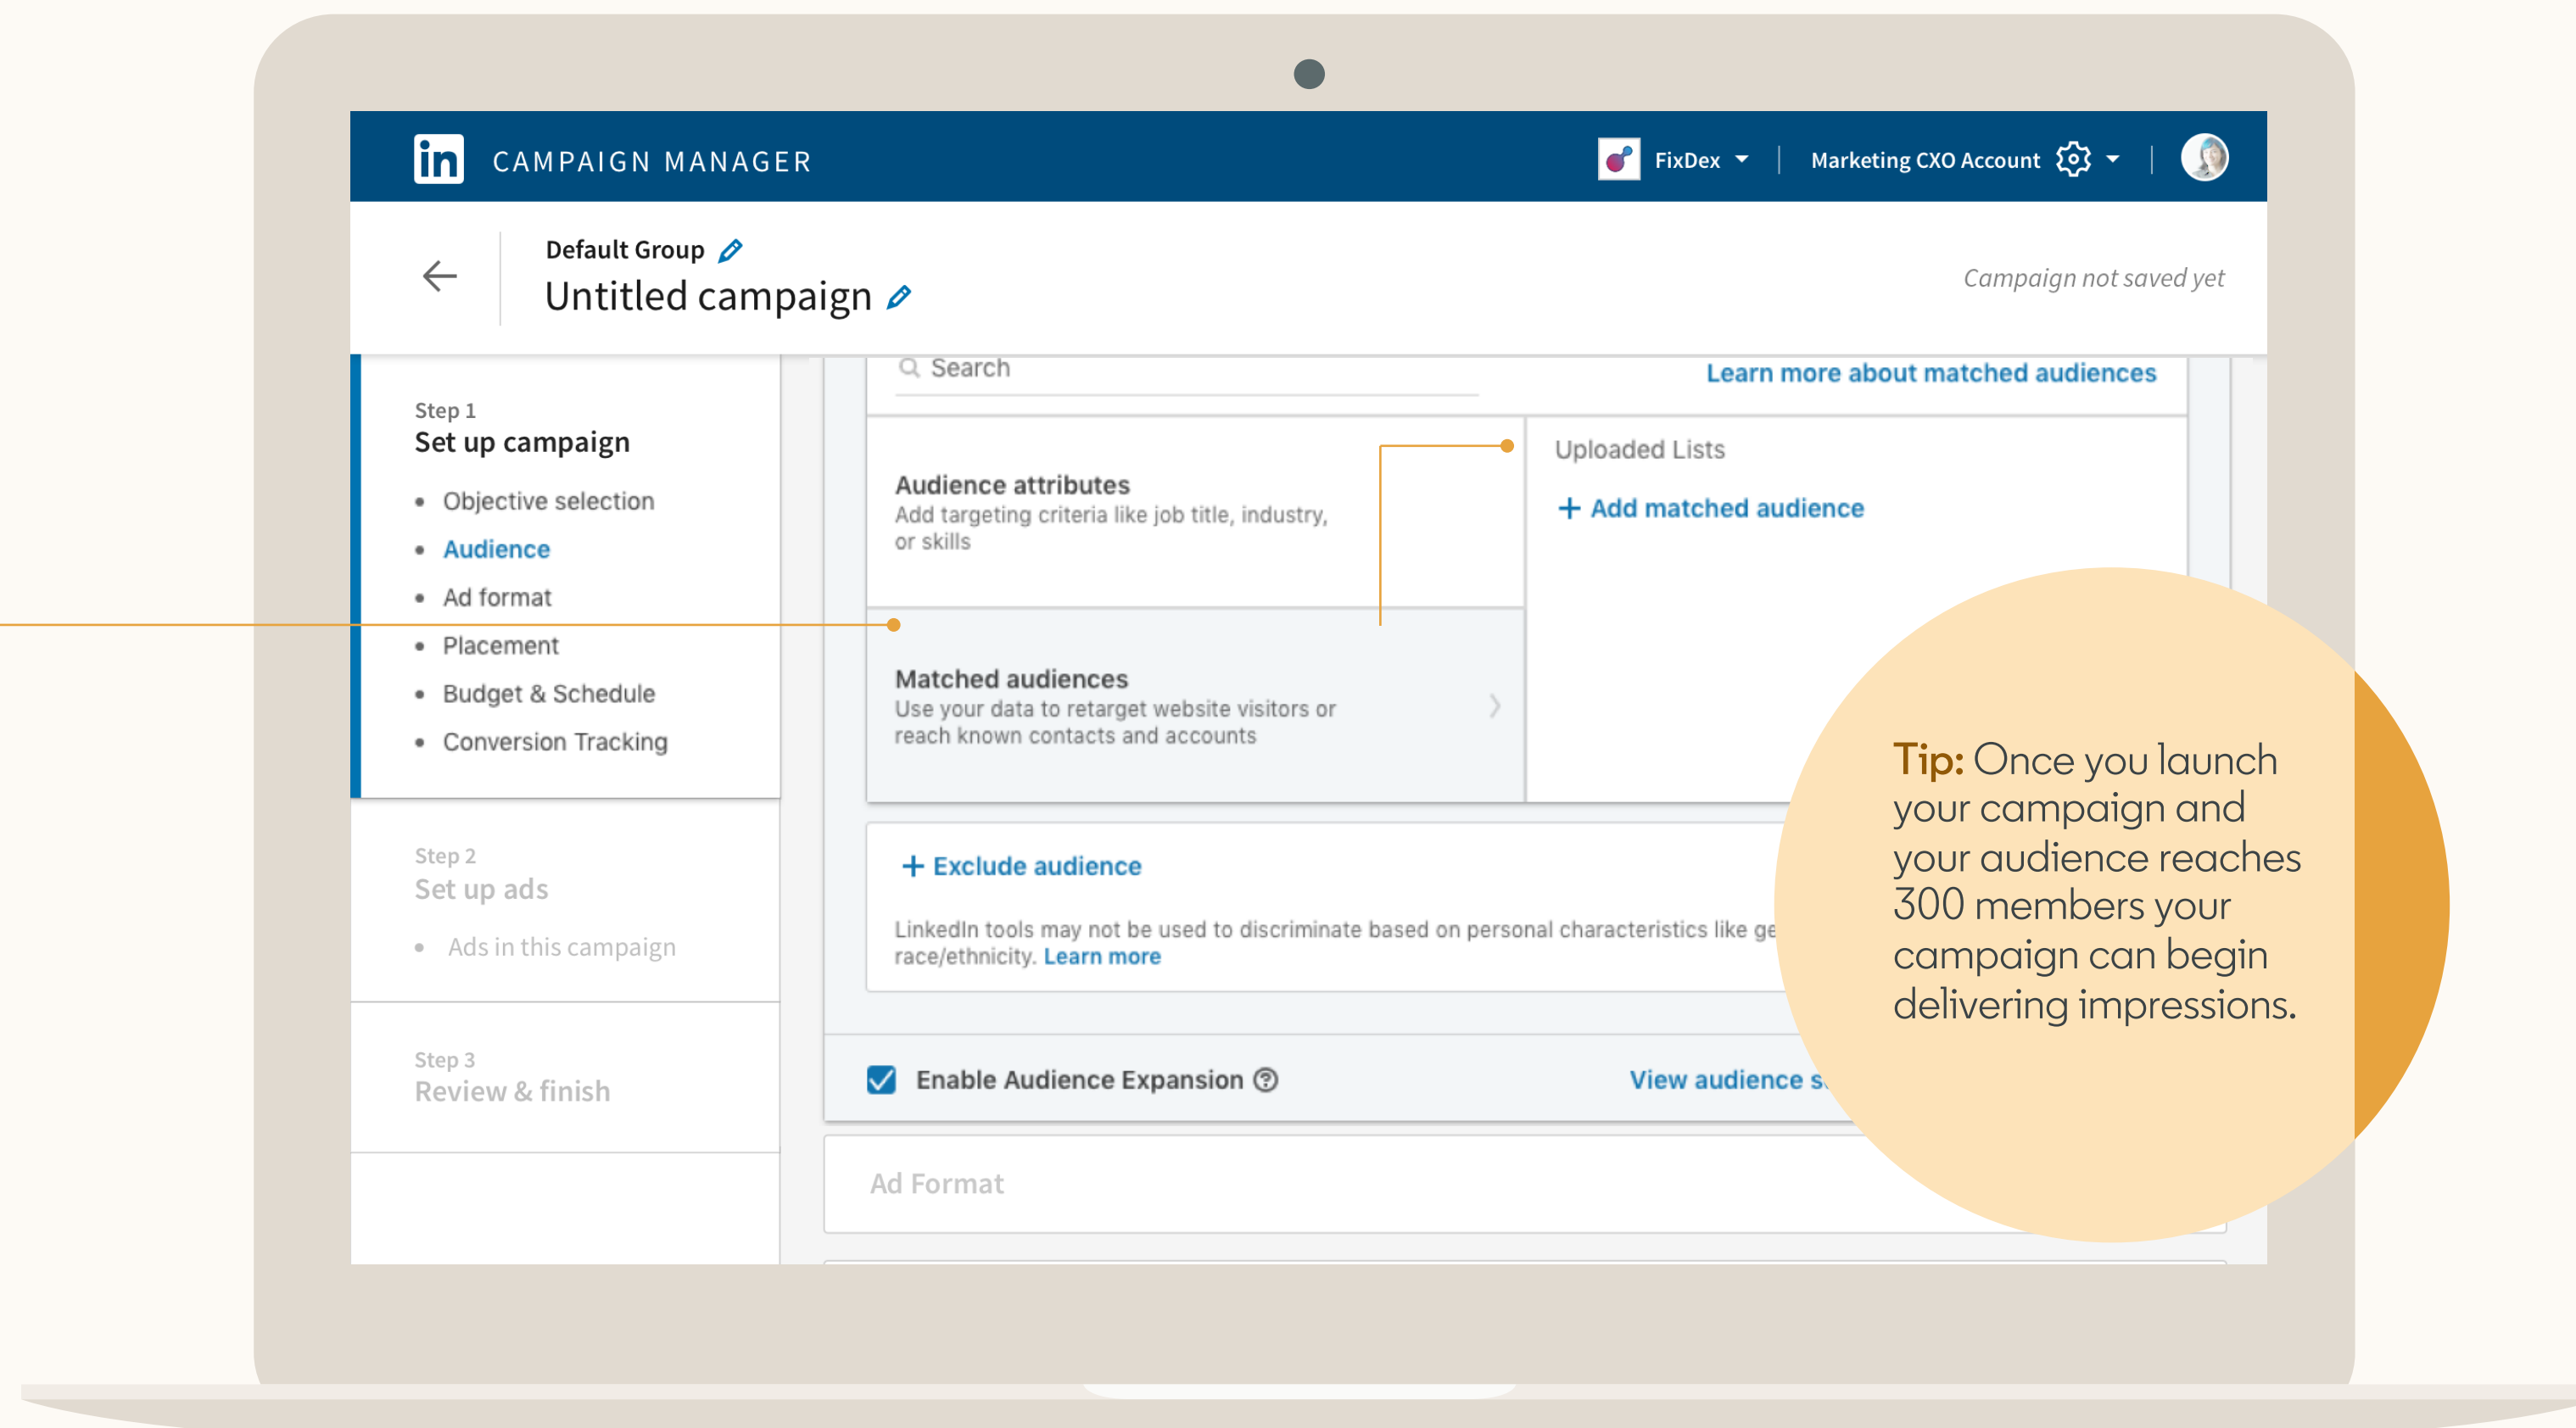 in CAMPAIGN MANAGER
FixDex
Marketing CXO Account
Default Group
Untitled campaign
Campaign not saved yet
Step 1
Set up campaign
• Objective selection
• Audience
• Ad format
• Placement
• Budget & Schedule
• Conversion Tracking
Step 2
Set up ads
• Ads in this campaign
Step 3
Review & finish
Search
Learn more about matched audiences
Audience attributes
Add targeting criteria like job title, industry,
or skills
Matched audiences
Use your data to retarget website visitors or
reach known contacts and accounts
Uploaded Lists
+ Add matched audience
+ Exclude audience
LinkedIn tools may not be used to discriminate based on personal characteristics like
race/ethnicity. Learn more
Enable Audience Expansion ?
View audience
Ad Format
Tip: Once you launch
your campaign and
your audience reaches
300 members your
campaign can begin
delivering impressions.